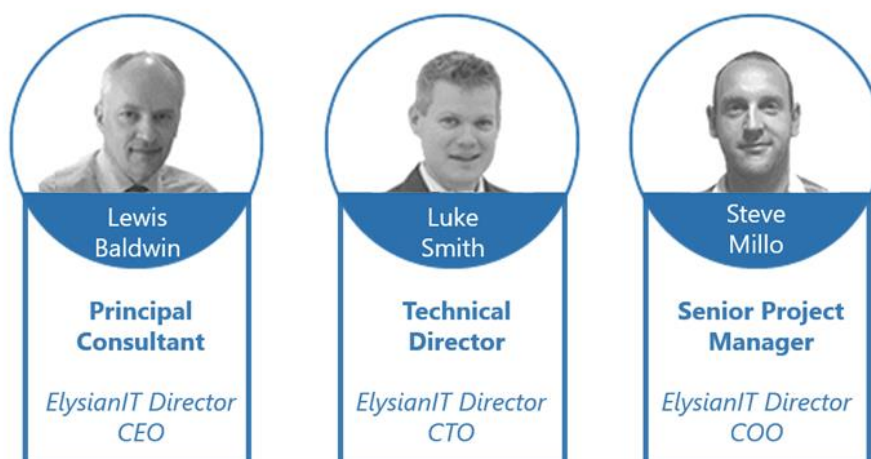 Lewis
Baldwin
Principal
Consultant
ElysianIT Director
CEO
Luke
Smith
Technical
Director
ElysianIT Director
CTO
Steve
Millo
Senior Project
Manager
ElysianIT Director
COO